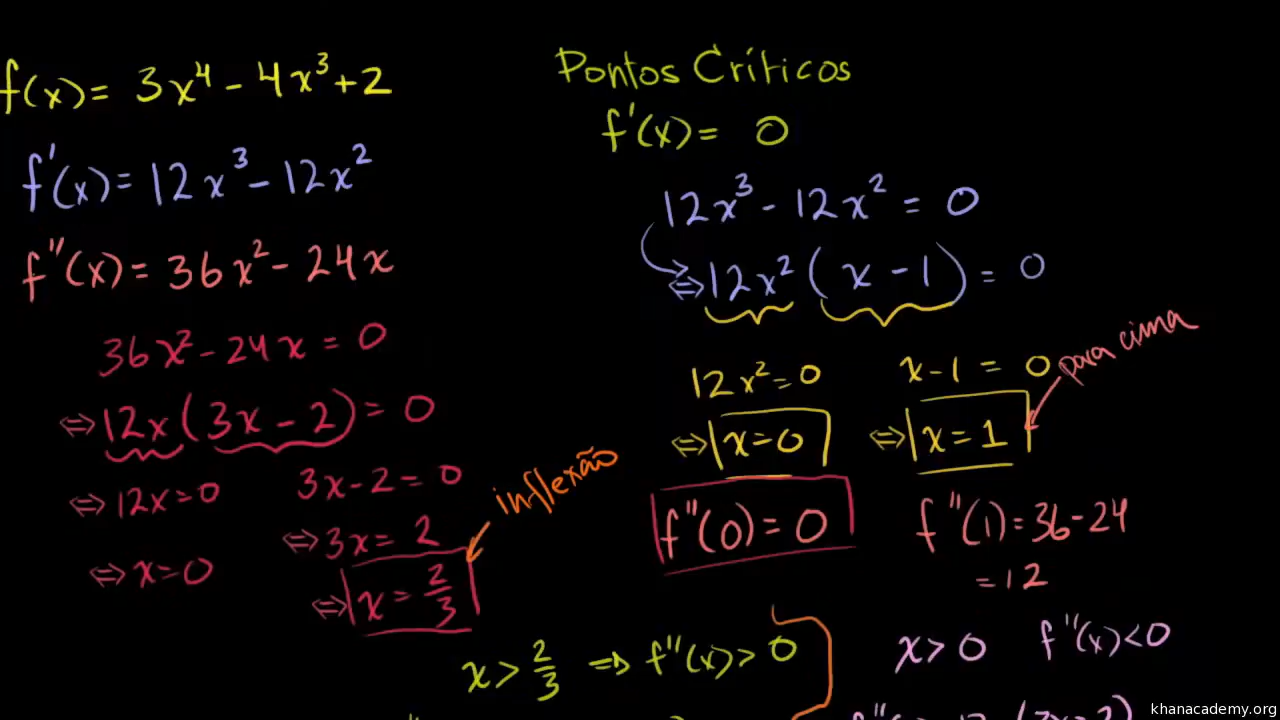 f(x) = 3x⁴ - 4x³ + 2
f'(x) = 12x³ - 12x²
f''(x) = 36x² - 24x
36x² - 24x = 0
⇔ 12x(3x - 2) = 0
⇔ 12x = 0
3x - 2 = 0
⇔ x = 0
⇔ 3x = 2
⇔ x = 2/3
inflexão
x > 2/3 ⇒ f''(x) > 0
Pontos Críticos
f'(x) = 0
12x³ - 12x² = 0
⇔ 12x² (x - 1) = 0
12x² = 0
x - 1 = 0
para cima
⇔ x = 0
⇔ x = 1
f''(0) = 0
f''(1) = 36 - 24
= 12
x > 0 f''(x) < 0
khanacademy.org